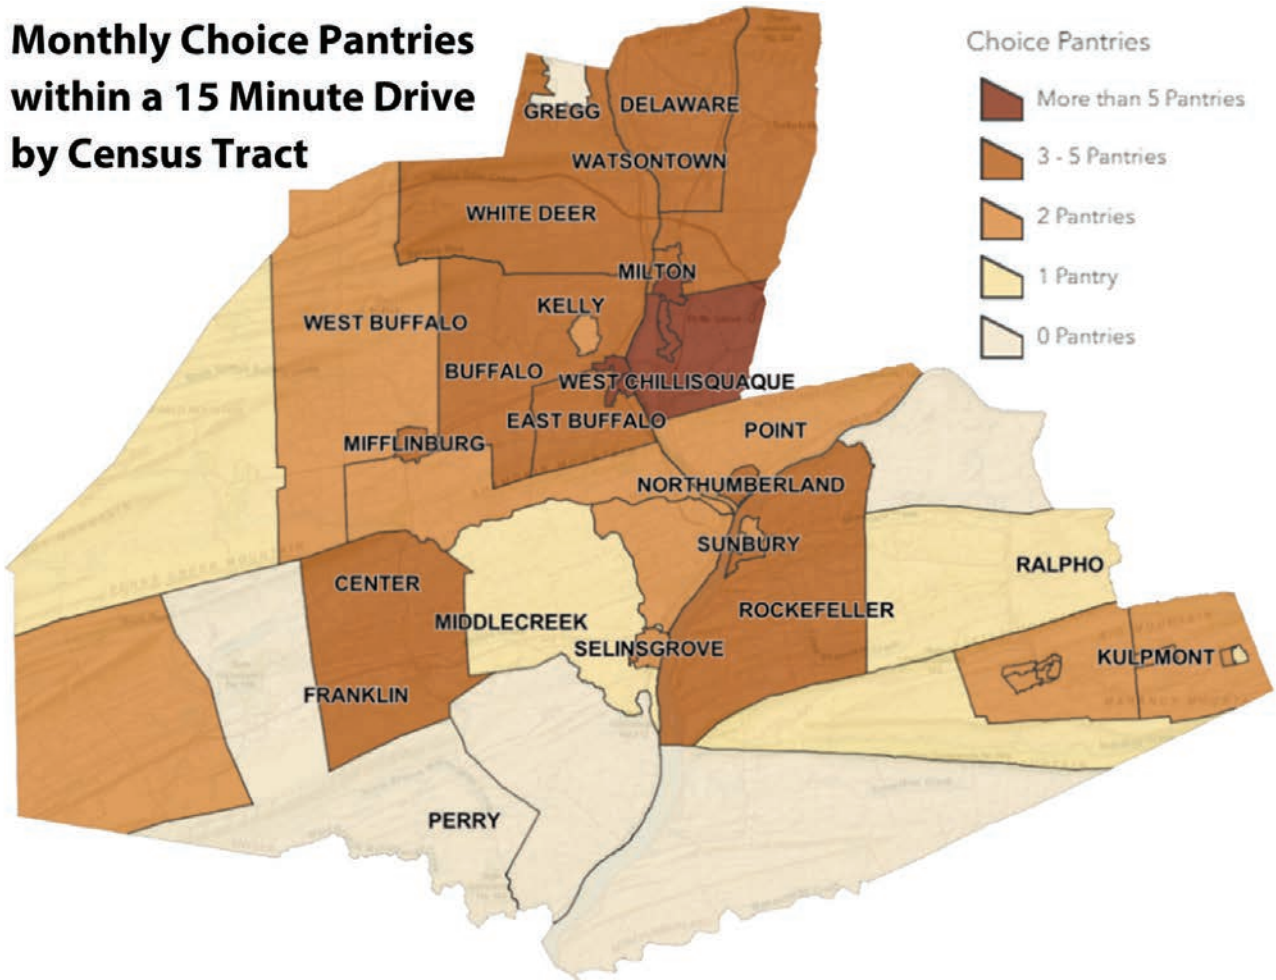 Monthly Choice Pantries
within a 15 Minute Drive
by Census Tract
Choice Pantries
More than 5 Pantries
3 - 5 Pantries
2 Pantries
1 Pantry
0 Pantries
GREGG
DELAWARE
WATSONTOWN
WHITE DEER
MILTON
KELLY
WEST BUFFALO
BUFFALO
WEST CHILLISQUAQUE
EAST BUFFALO
POINT
MIFFLINBURG
NORTHUMBERLAND
SUNBURY
RALPHO
CENTER
ROCKEFELLER
MIDDLECREEK
SELINSGROVE
KULPMONT
FRANKLIN
PERRY